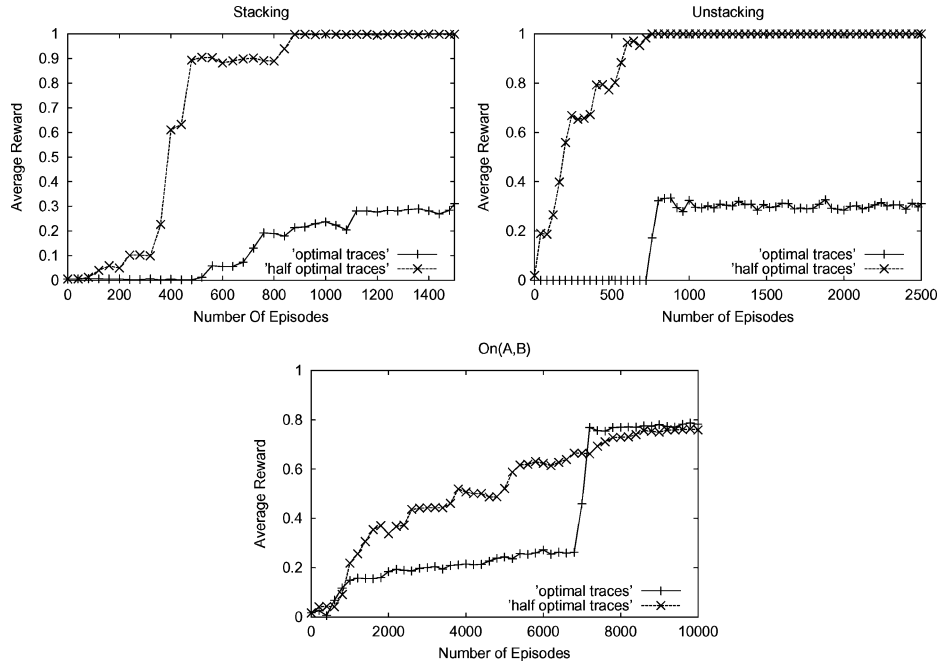 Stacking
1
0.9
0.8
0.7
0.6
0.5
0.4
0.3
0.2
0.1
0
Average Reward
'optimal traces'
'half optimal traces'
0 200 400 600 800 1000 1200 1400
Number Of Episodes
Unstacking
1
0.8
0.6
0.4
0.2
0
Average Reward
'optimal traces'
'half optimal traces'
0 500 1000 1500 2000 2500
Number of Episodes
On(A,B)
1
0.8
0.6
0.4
0.2
0
Average Reward
'optimal traces'
'half optimal traces'
0 2000 4000 6000 8000 10000
Number of Episodes